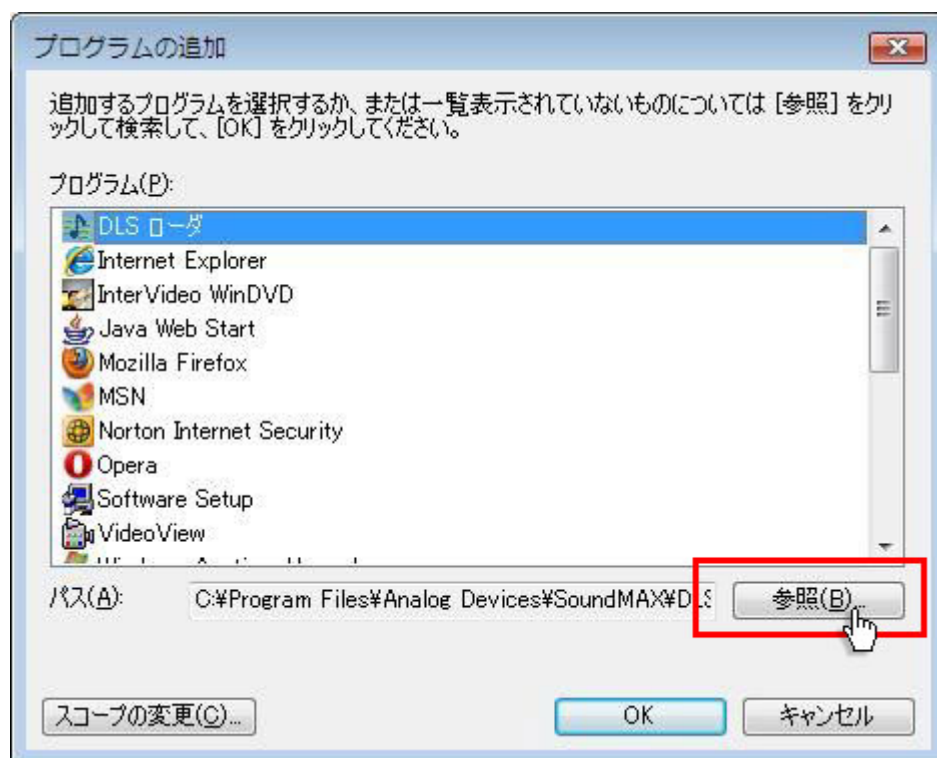 プログラムの追加
追加するプログラムを選択するか、または一覧表示されていないものについては [参照] をクリ
ックして検索して、[OK] をクリックしてください。
プログラム(P):
DLS ローダ
Internet Explorer
InterVideo WinDVD
Java Web Start
Mozilla Firefox
MSN
Norton Internet Security
Opera
Software Setup
VideoView
パス(A): C:¥Program Files¥Analog Devices¥SoundMAX¥DLS 参照(B)...
スコープの変更(C)... OK キャンセル